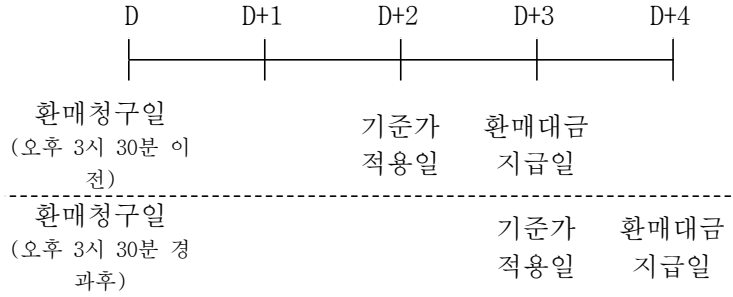 D D+1 D+2 D+3 D+4
환매청구일
(오후 3시 30분 이
전)
기준가 환매대금
적용일 지급일
환매청구일
(오후 3시 30분 경
과후)
기준가 환매대금
적용일 지급일